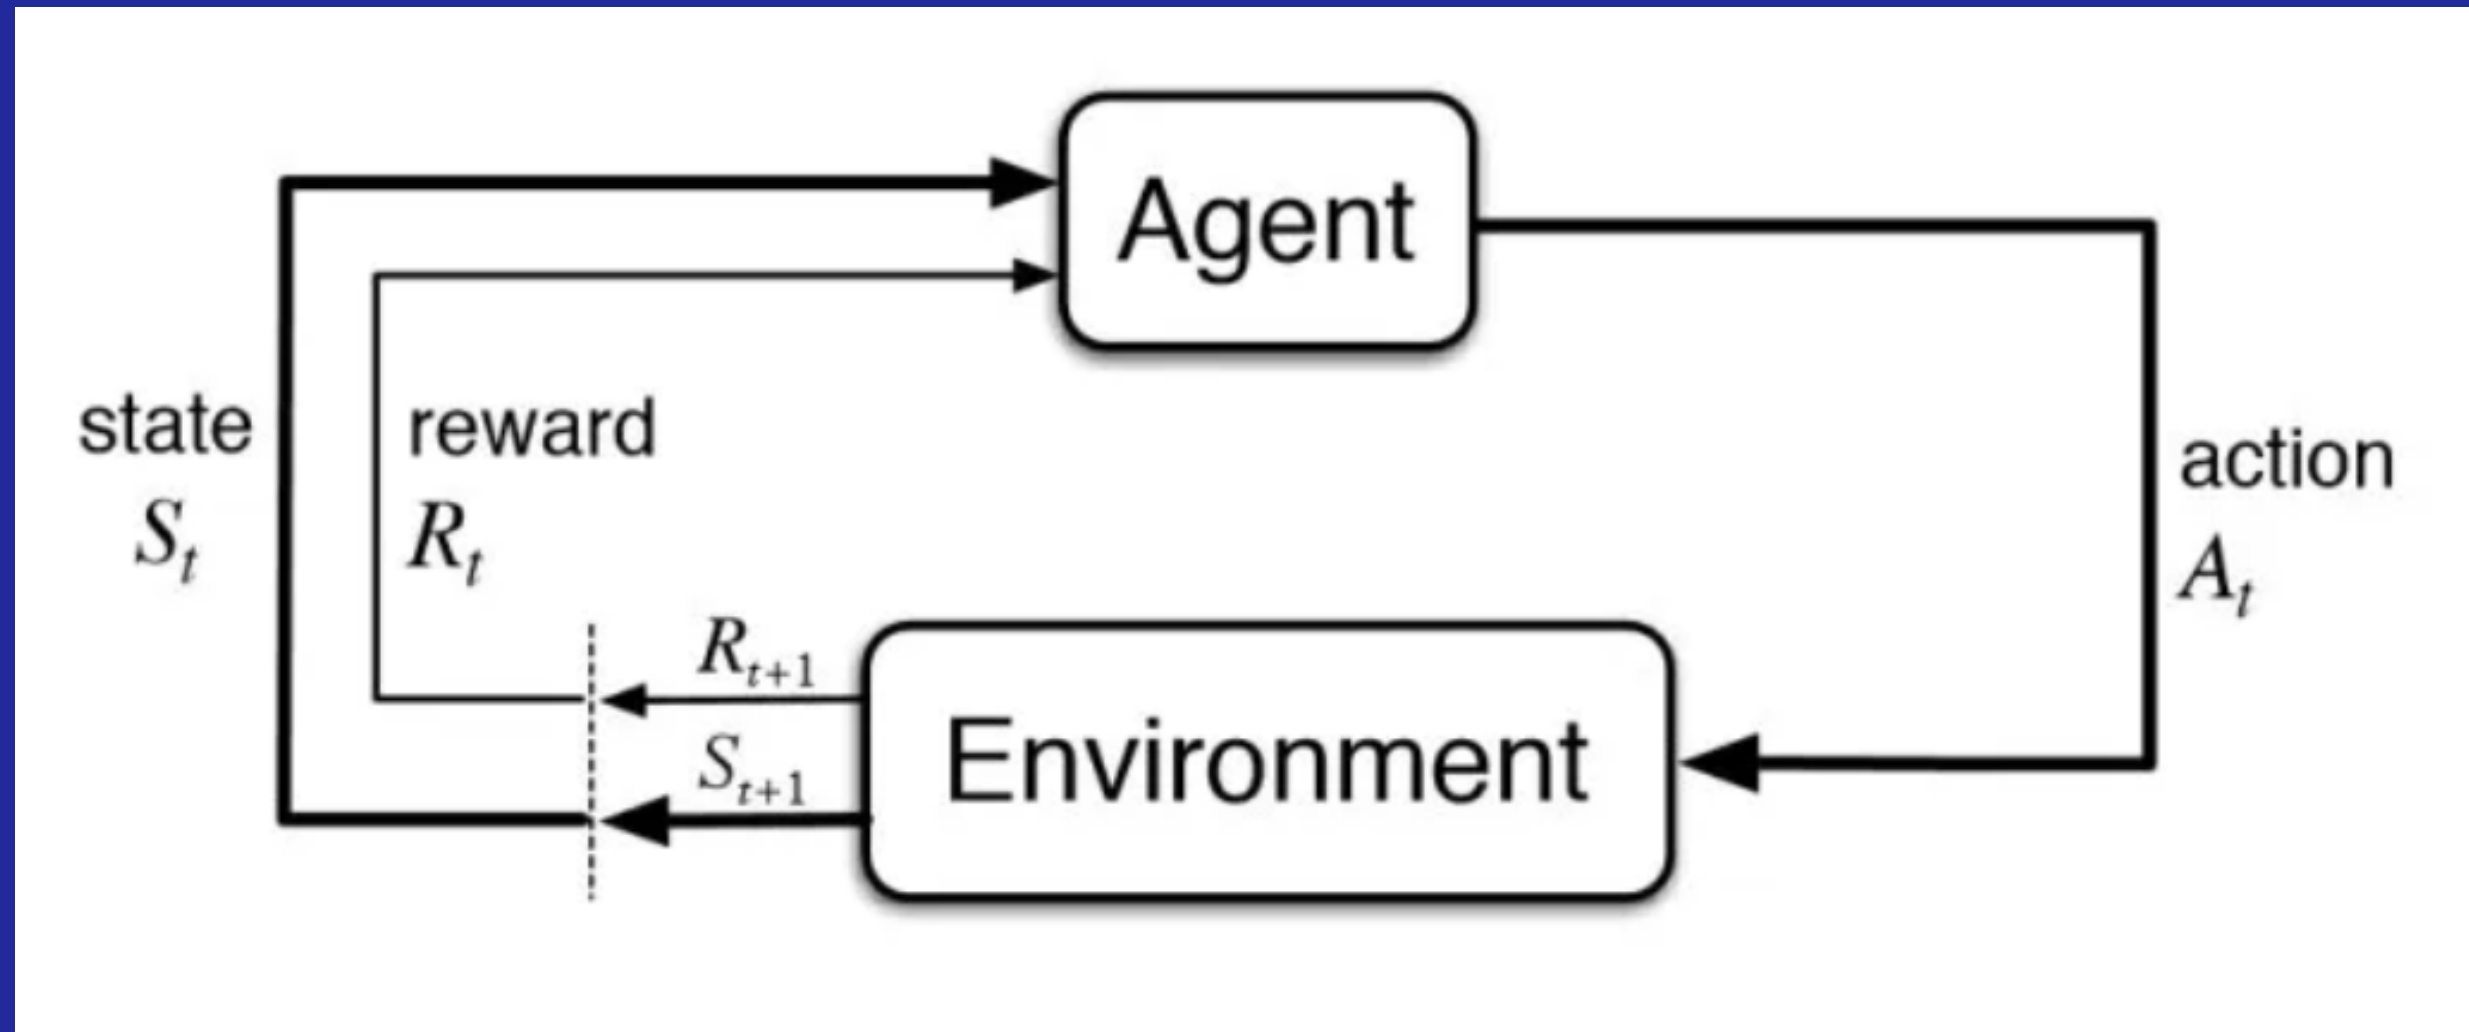 Agent
state
S_t
reward
R_t
action
A_t
R_{t+1}
S_{t+1}
Environment